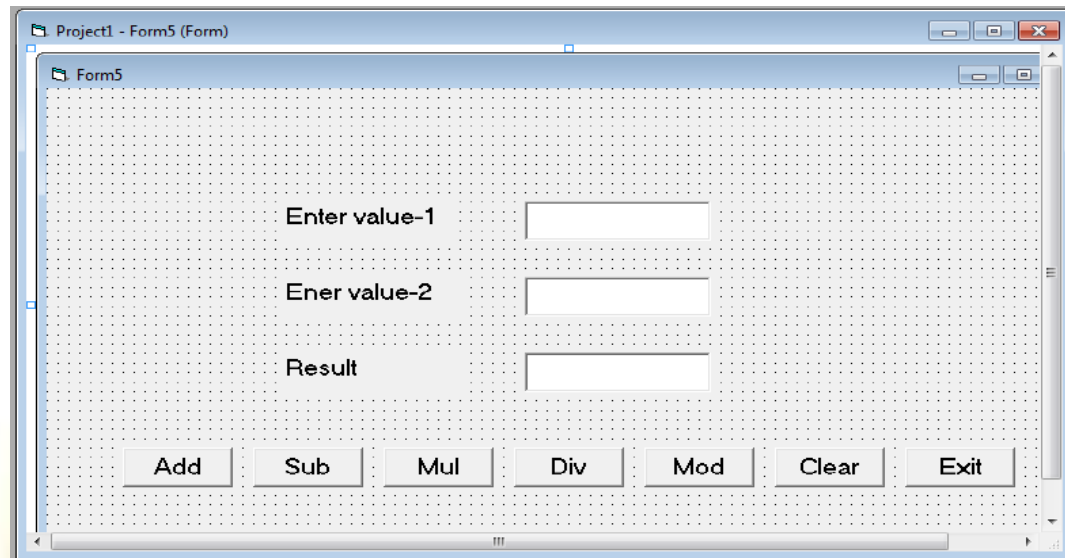 Project1 - Form5 (Form)
Form5
Enter value-1
Ener value-2
Result
Add Sub Mul Div Mod Clear Exit